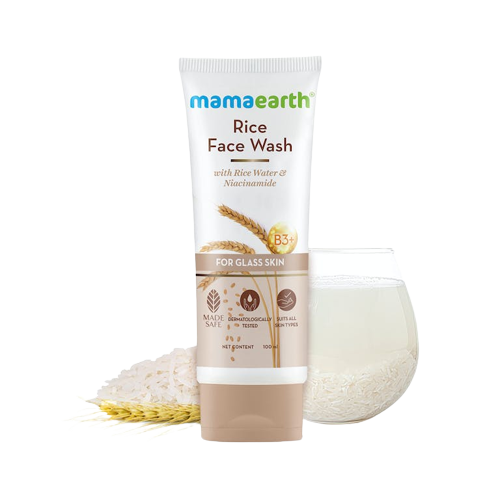 mamaearth®
Rice
Face Wash
with Rice Water &
Niacinamide
B3+
FOR GLASS SKIN
MADE SAFE
DERMATOLOGICALLY TESTED
SUITS ALL SKIN TYPES
NET CONTENT 100 ml